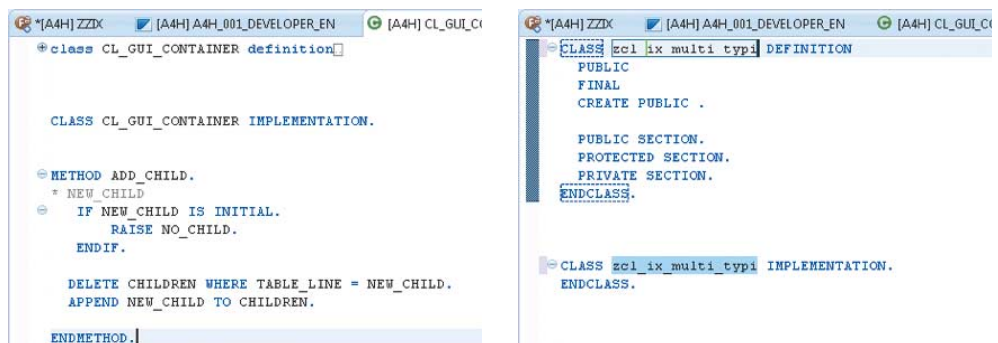 *[A4H] ZZIX [A4H] A4H_001_DEVELOPER_EN [A4H] CL_GUI_CO
class CL_GUI_CONTAINER definition
CLASS CL_GUI_CONTAINER IMPLEMENTATION.
METHOD ADD_CHILD.
* NEW_CHILD
IF NEW_CHILD IS INITIAL.
RAISE NO_CHILD.
ENDIF.
DELETE CHILDREN WHERE TABLE_LINE = NEW_CHILD.
APPEND NEW_CHILD TO CHILDREN.
ENDMETHOD.
*[A4H] ZZIX [A4H] A4H_001_DEVELOPER_EN [A4H] CL_GUI_CO
CLASS zcl_ix_multi_typi DEFINITION
PUBLIC
FINAL
CREATE PUBLIC .
PUBLIC SECTION.
PROTECTED SECTION.
PRIVATE SECTION.
ENDCLASS.
CLASS zcl_ix_multi_typi IMPLEMENTATION.
ENDCLASS.